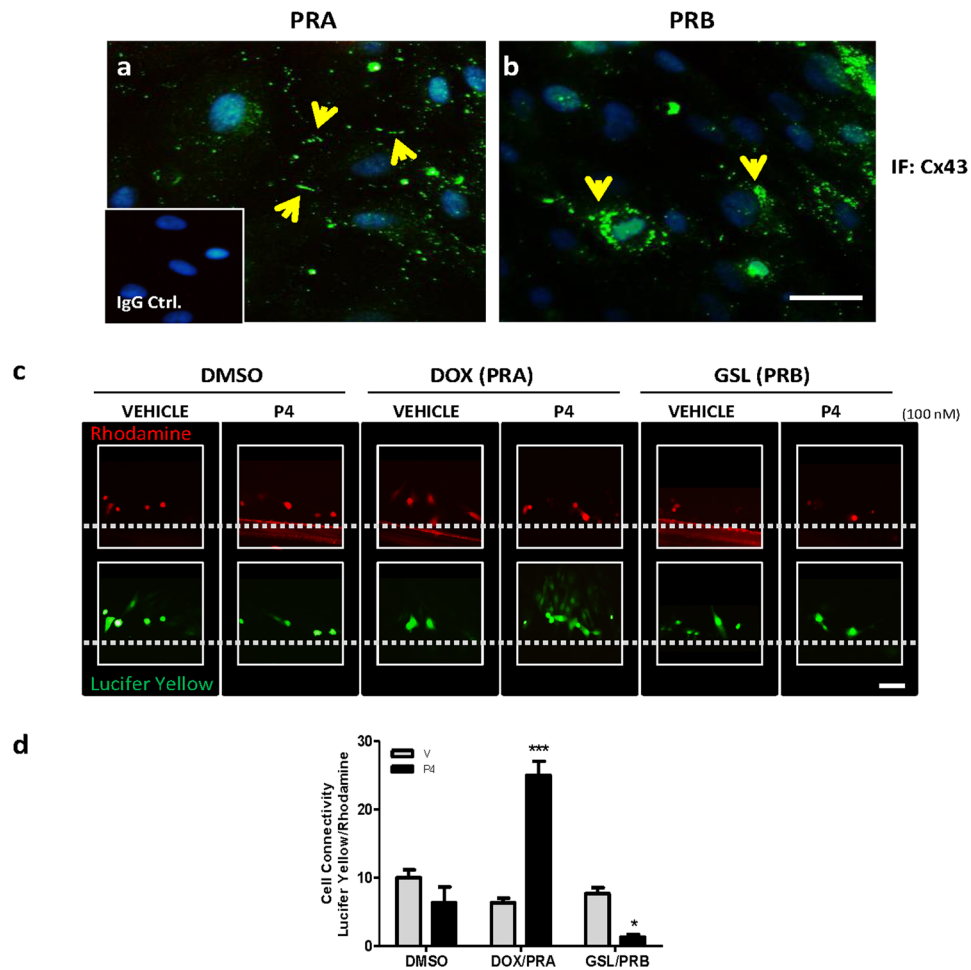 PRA PRB
a b
IF: Cx43
IgG Ctrl.
c
DMSO DOX (PRA) GSL (PRB)
VEHICLE P4 VEHICLE P4 VEHICLE P4 (100 nM)
Rhodamine
Lucifer Yellow
d
30
20
10
0
Cell Connectivity
Lucifer Yellow/Rhodamine
V
P4
***
*
DMSO DOX/PRA GSL/PRB